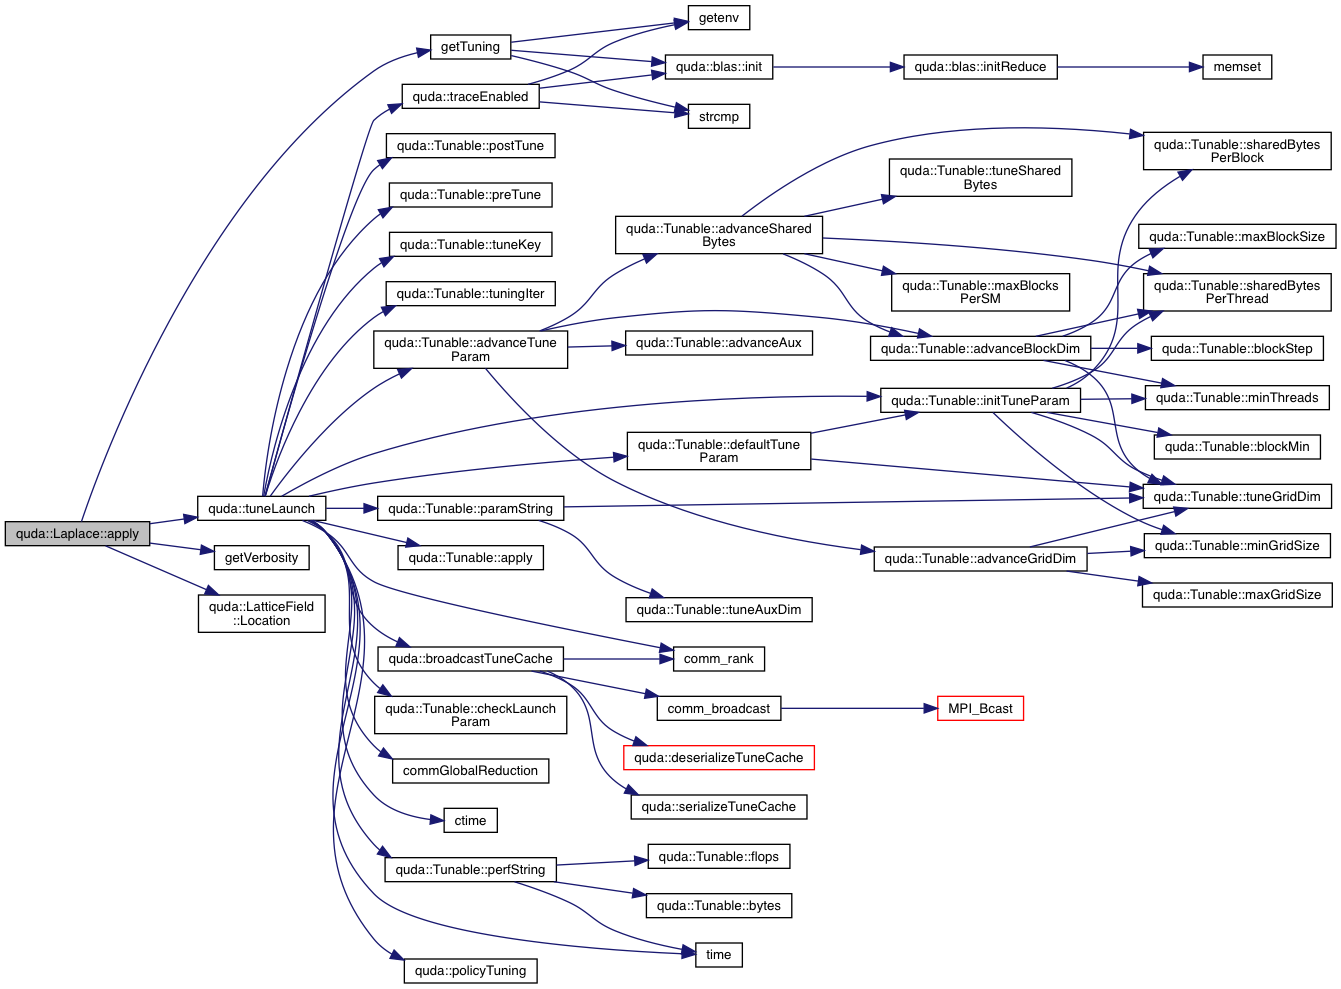 getenv
getTuning
quda::blas::init
quda::blas::initReduce
memset
quda::traceEnabled
strcmp
quda::Tunable::postTune
quda::Tunable::sharedBytes
PerBlock
quda::Tunable::tuneShared
Bytes
quda::Tunable::preTune
quda::Tunable::advanceShared
Bytes
quda::Tunable::maxBlockSize
quda::Tunable::tuneKey
quda::Tunable::maxBlocks
PerSM
quda::Tunable::sharedBytes
PerThread
quda::Tunable::tuningIter
quda::Tunable::advanceTune
Param
quda::Tunable::advanceAux
quda::Tunable::advanceBlockDim
quda::Tunable::blockStep
quda::Tunable::initTuneParam
quda::Tunable::minThreads
quda::Tunable::defaultTune
Param
quda::Tunable::blockMin
quda::Tunable::tuneGridDim
quda::tuneLaunch
quda::Tunable::paramString
quda::Laplace::apply
quda::Tunable::minGridSize
getVerbosity
quda::Tunable::apply
quda::Tunable::advanceGridDim
quda::Tunable::maxGridSize
quda::LatticeField
::Location
quda::Tunable::tuneAuxDim
quda::broadcastTuneCache
comm_rank
quda::Tunable::checkLaunch
Param
comm_broadcast
MPI_Bcast
quda::deserializeTuneCache
commGlobalReduction
quda::serializeTuneCache
ctime
quda::Tunable::flops
quda::Tunable::perfString
quda::Tunable::bytes
time
quda::policyTuning